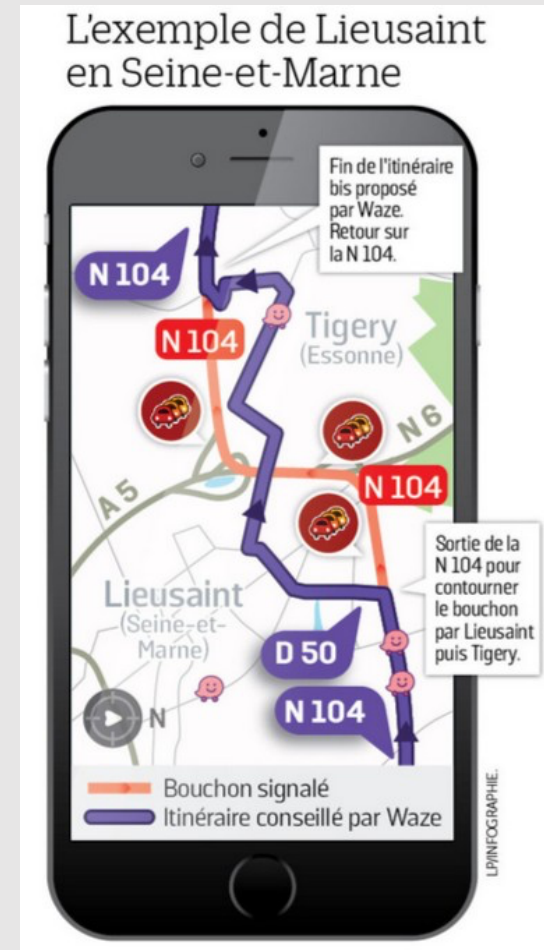 L'exemple de Lieusaint
en Seine-et-Marne
Fin de l'itinéraire
bis proposé
par Waze.
Retour sur
la N 104.
N 104
N 104
Tigery
(Essonne)
N 6
N 104
A 5
Sortie de la
N 104 pour
contourner
le bouchon
par Lieusaint
puis Tigery.
Lieusaint
(Seine-et-
Marne)
D 50
N 104
N
Bouchon signalé
Itinéraire conseillé par Waze
LP/INFOGRAPHIE.